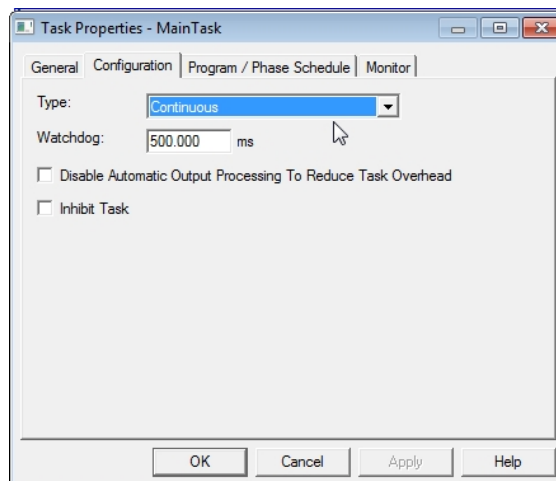 Task Properties - MainTask
General Configuration Program / Phase Schedule Monitor
Type: Continuous
Watchdog: 500.000 ms
Disable Automatic Output Processing To Reduce Task Overhead
Inhibit Task
OK Cancel Apply Help